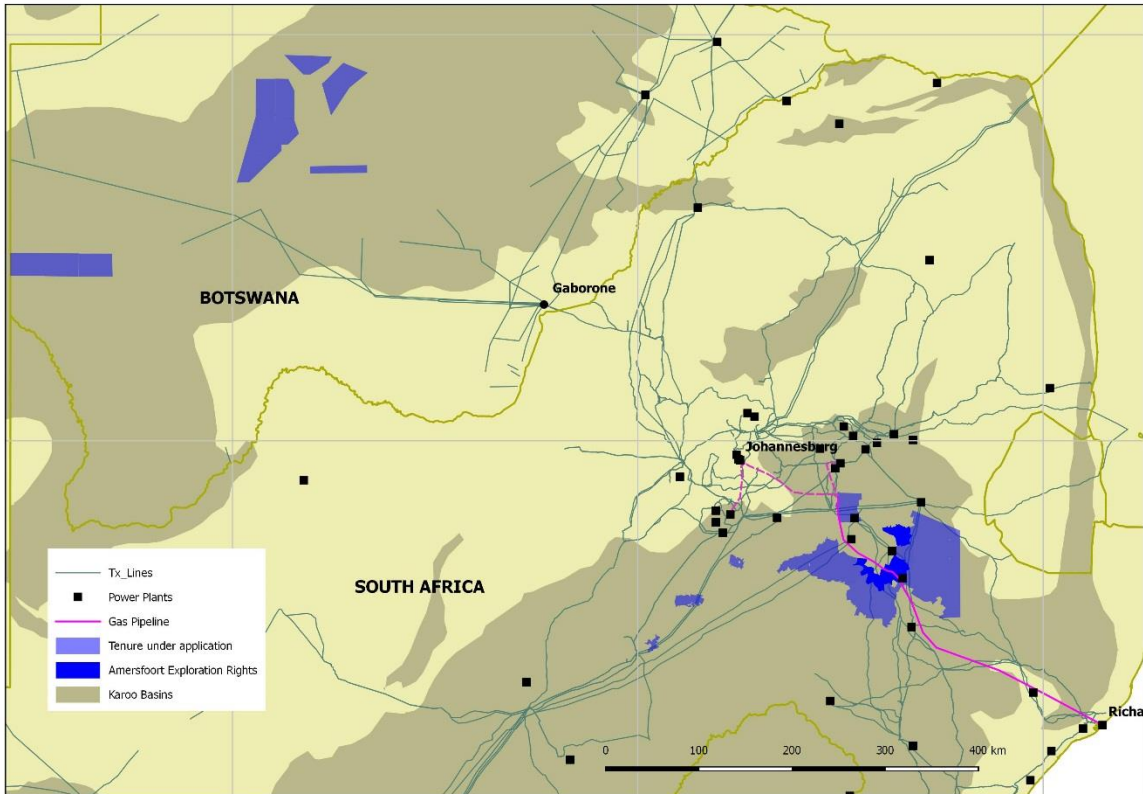 Gaborone
BOTSWANA
Johannesburg
SOUTH AFRICA
Tx_Lines
Power Plants
Gas Pipeline
Tenure under application
Amersfoort Exploration Rights
Karoo Basins
Richa
0 100 200 300 400 km